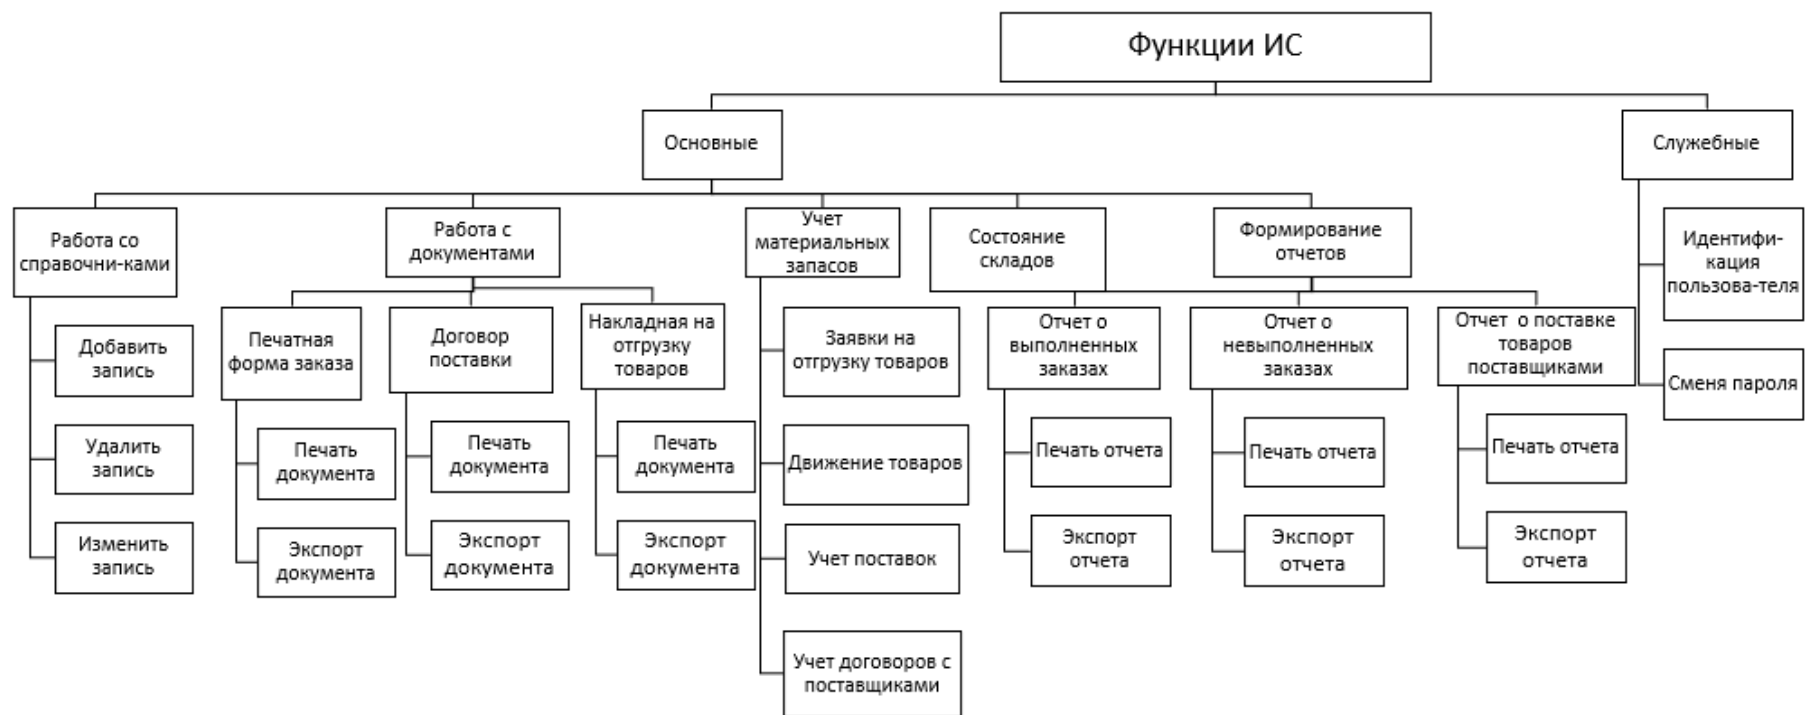 Функции ИС
Основные
Служебные
Работа со
справочни-ками
Работа с
документами
Учет
материальных
запасов
Состояние
складов
Формирование
отчетов
Идентифи-
кация
пользова-теля
Сменя пароля
Добавить
запись
Удалить
запись
Изменить
запись
Печатная
форма заказа
Договор
поставки
Накладная на
отгрузку
товаров
Печать
документа
Экспорт
документа
Печать
документа
Экспорт
документа
Печать
документа
Экспорт
документа
Заявки на
отгрузку товаров
Движение товаров
Учет поставок
Учет договоров с
поставщиками
Отчет о
выполненных
заказах
Отчет о
невыполненных
заказах
Отчет о поставке
товаров
поставщиками
Печать отчета
Экспорт
отчета
Печать отчета
Экспорт
отчета
Печать отчета
Экспорт
отчета